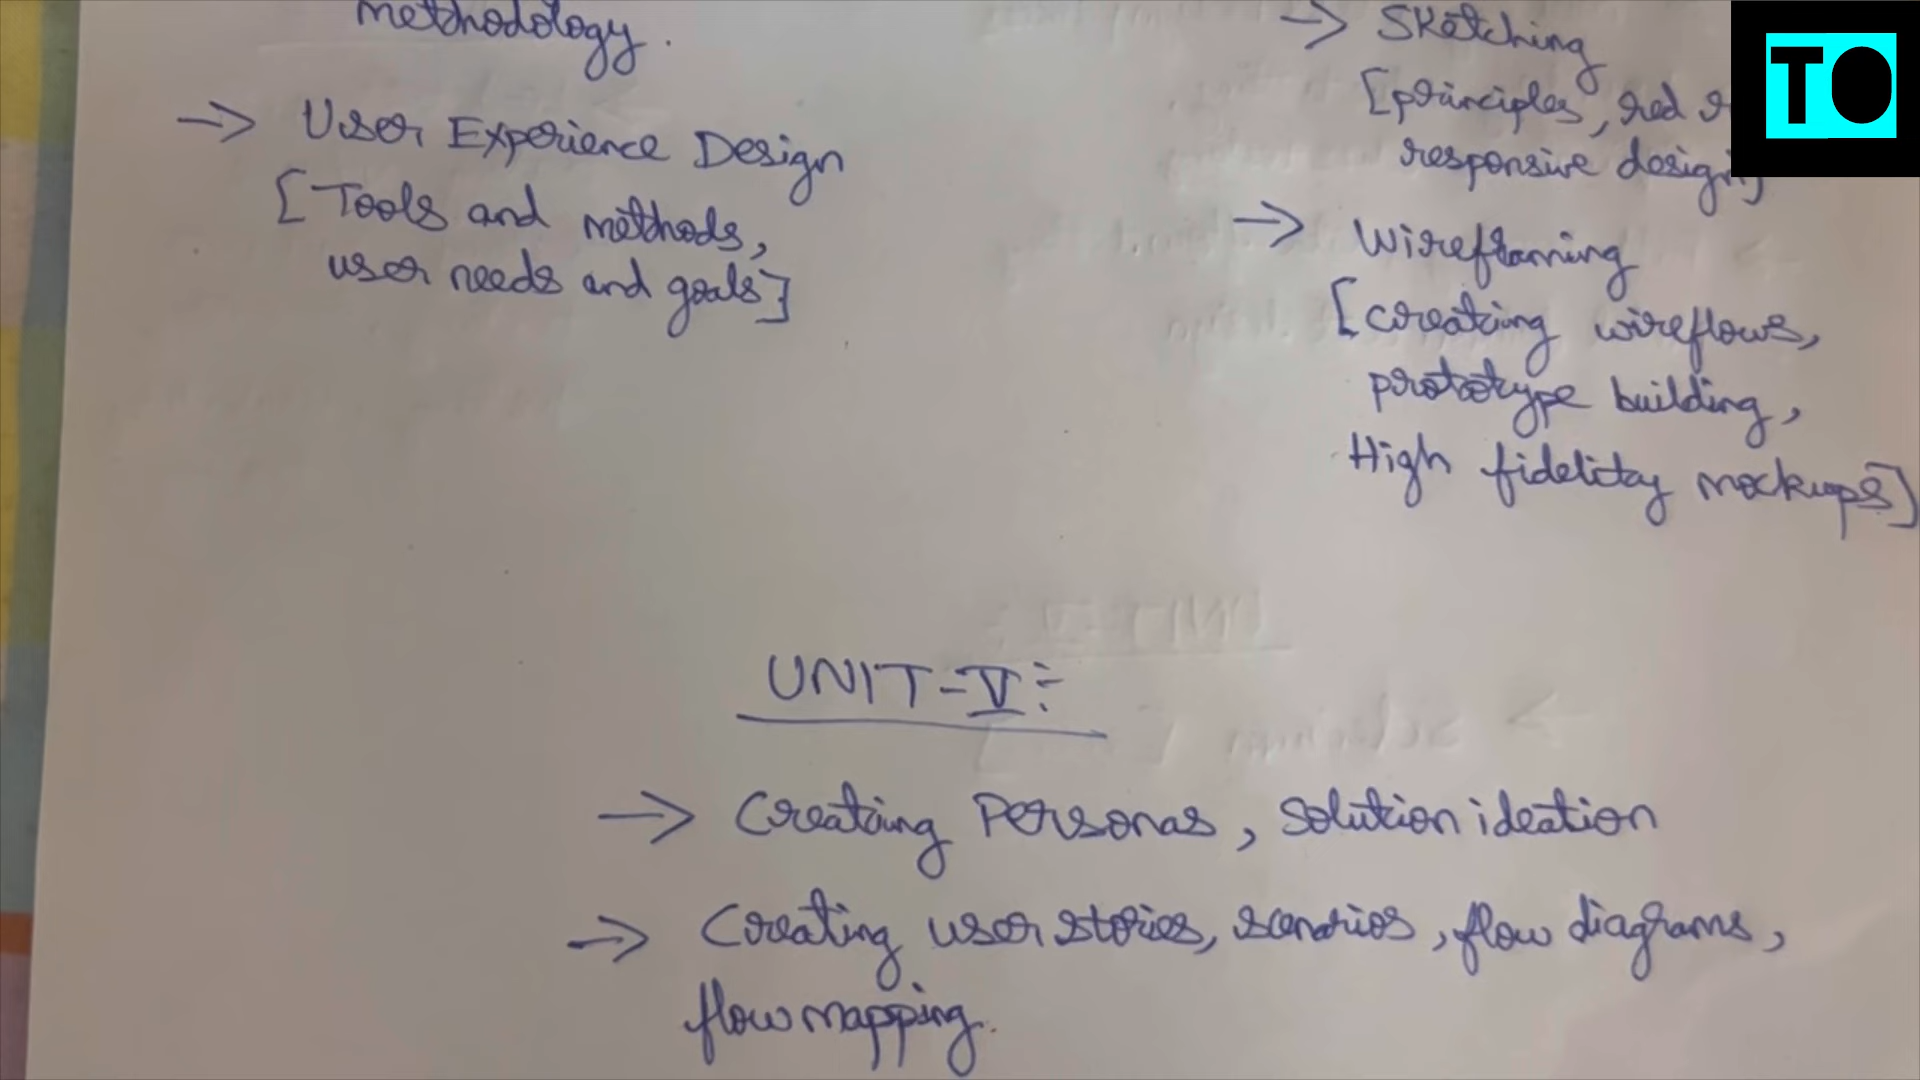 methodology.
→ User Experience Design
[Tools and methods,
user needs and goals]
→ Sketching
[principles, red
responsive design]
→ Wireframing
[creating wireflows,
prototype building,
High fidelity mockups]
UNIT-V:
→ Creating Personas, solution ideation
→ Creating user stories, scenarios, flow diagrams,
flow mapping.
TO